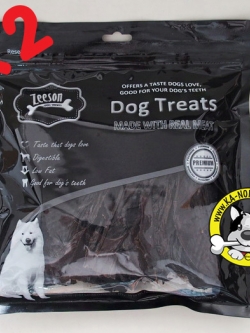 x2
OFFERS A TASTE DOGS LOVE,
GOOD FOR YOUR DOG'S TEETH
Zeeson
Dog Treats
MADE WITH REAL MEAT
Taste that dogs love
Digestible
Low Fat
Good for dog's teeth
PREMIUM